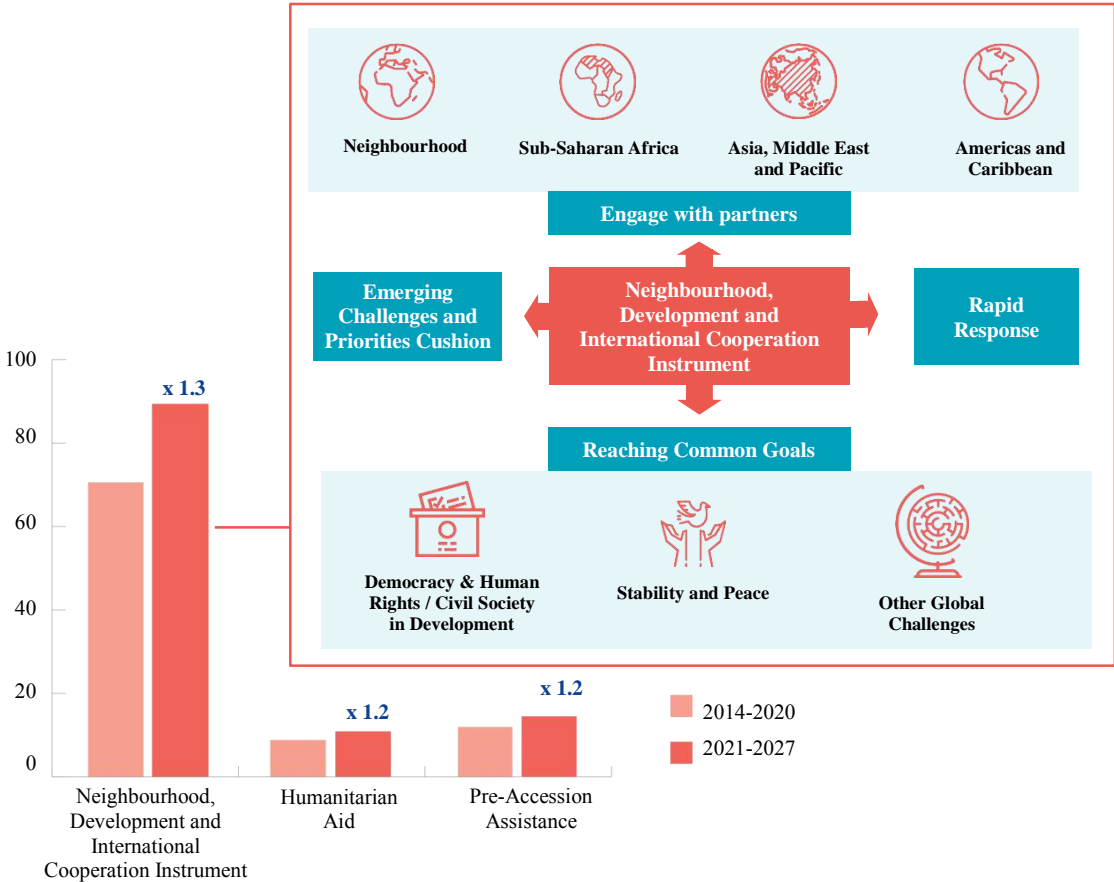 Neighbourhood
Sub-Saharan Africa
Asia, Middle East
and Pacific
Americas and
Caribbean
Engage with partners
Emerging
Challenges and
Priorities Cushion
Neighbourhood,
Development and
International Cooperation
Instrument
Rapid
Response
Reaching Common Goals
Democracy & Human
Rights / Civil Society
in Development
Stability and Peace
Other Global
Challenges
100
80
60
40
20
0
x 1.3
x 1.2
x 1.2
2014-2020
2021-2027
Neighbourhood,
Development and
International
Cooperation Instrument
Humanitarian
Aid
Pre-Accession
Assistance